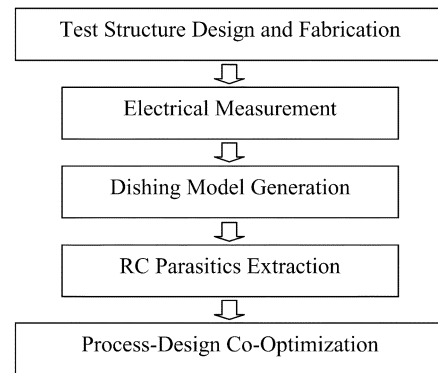 Test Structure Design and Fabrication
Electrical Measurement
Dishing Model Generation
RC Parasitics Extraction
Process-Design Co-Optimization